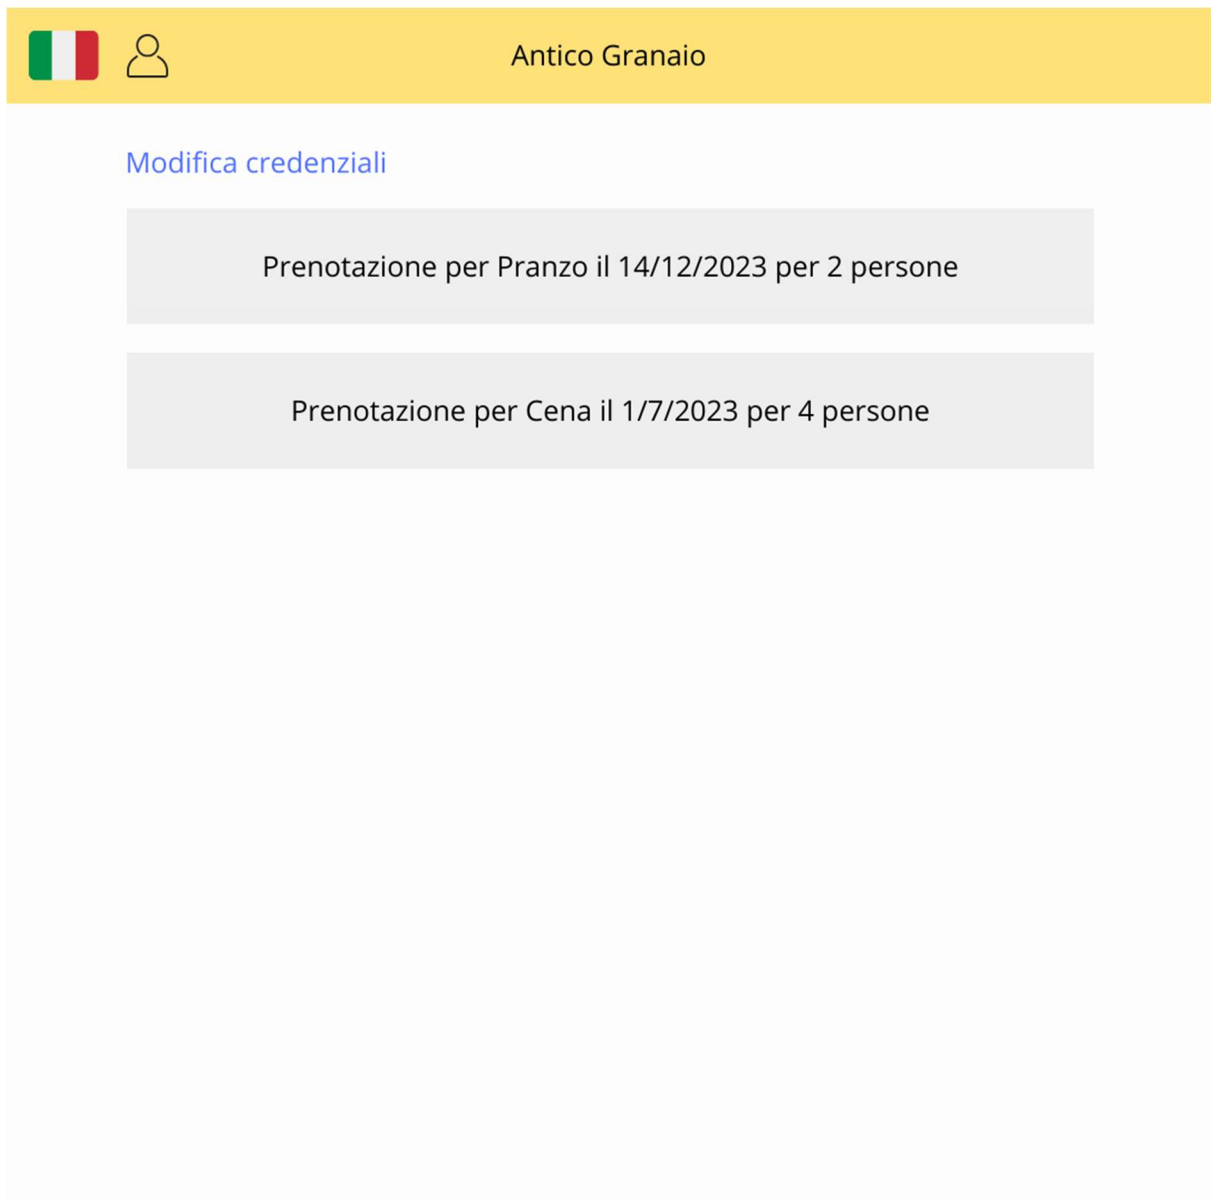 Antico Granaio
Modifica credenziali
Prenotazione per Pranzo il 14/12/2023 per 2 persone
Prenotazione per Cena il 1/7/2023 per 4 persone